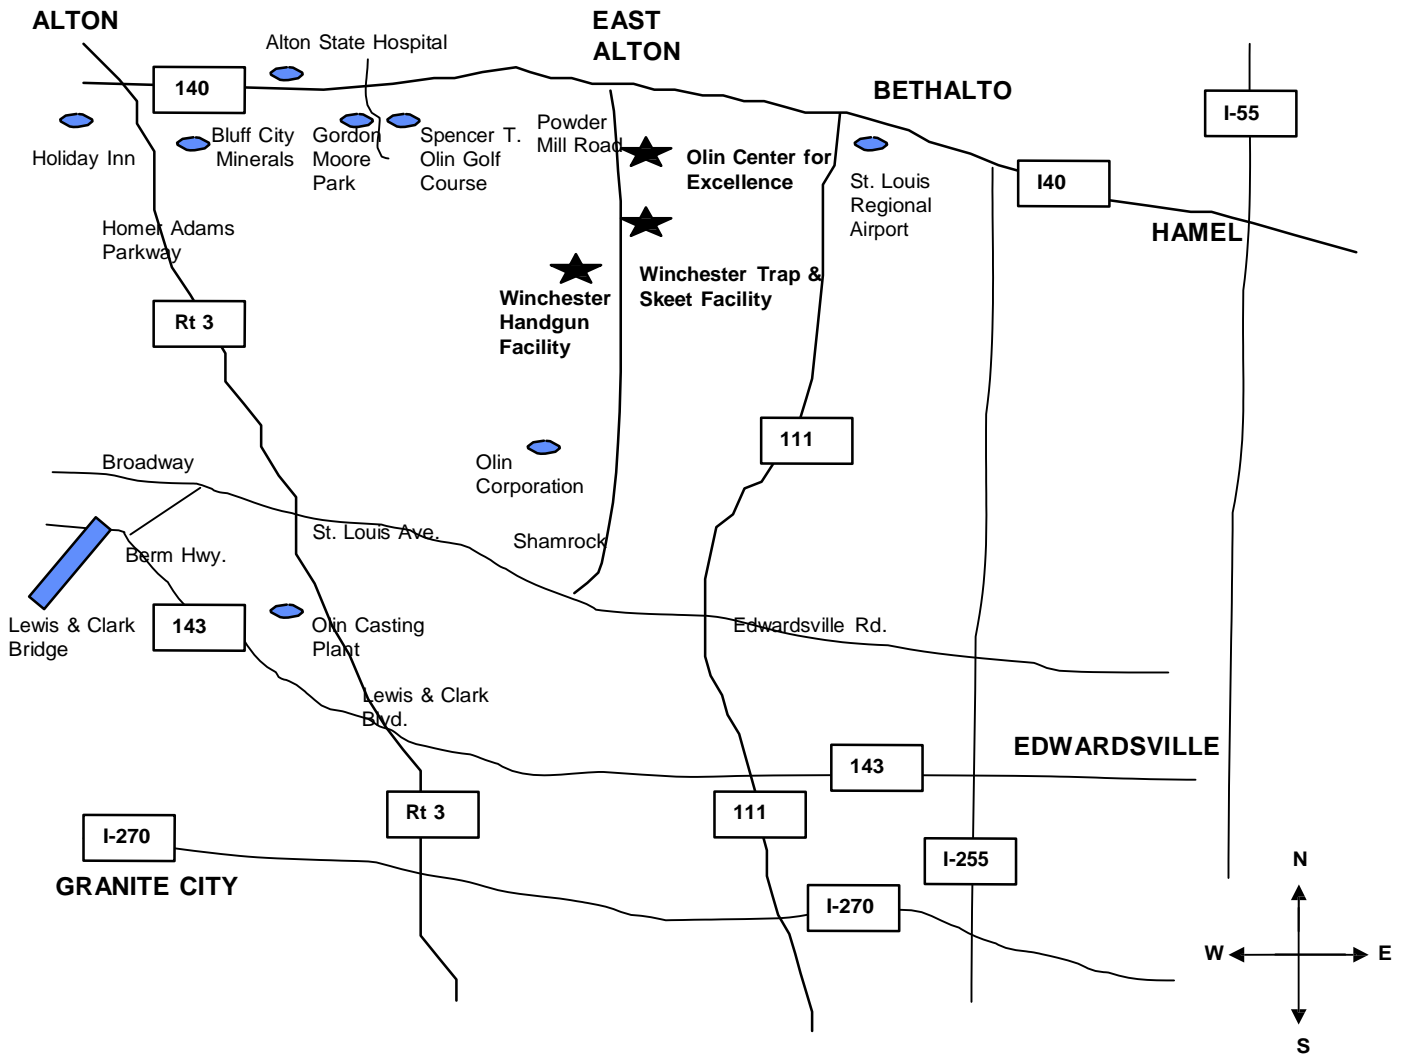 ALTON
EAST
ALTON
Alton State Hospital
140
BETHALTO
I-55
Holiday Inn
Bluff City
Minerals
Gordon
Moore
Park
Spencer T.
Olin Golf
Course
Powder
Mill Road
Olin Center for
Excellence
St. Louis
Regional
Airport
I40
HAMEL
Homer Adams
Parkway
Winchester Trap &
Skeet Facility
Winchester
Handgun
Facility
Rt 3
111
Broadway
Olin
Corporation
St. Louis Ave.
Shamrock
Berm Hwy.
Lewis & Clark
Bridge
143
Olin Casting
Plant
Edwardsville Rd.
Lewis & Clark
Blvd.
EDWARDSVILLE
143
Rt 3
111
I-270
I-255
GRANITE CITY
I-270
N
W
E
S